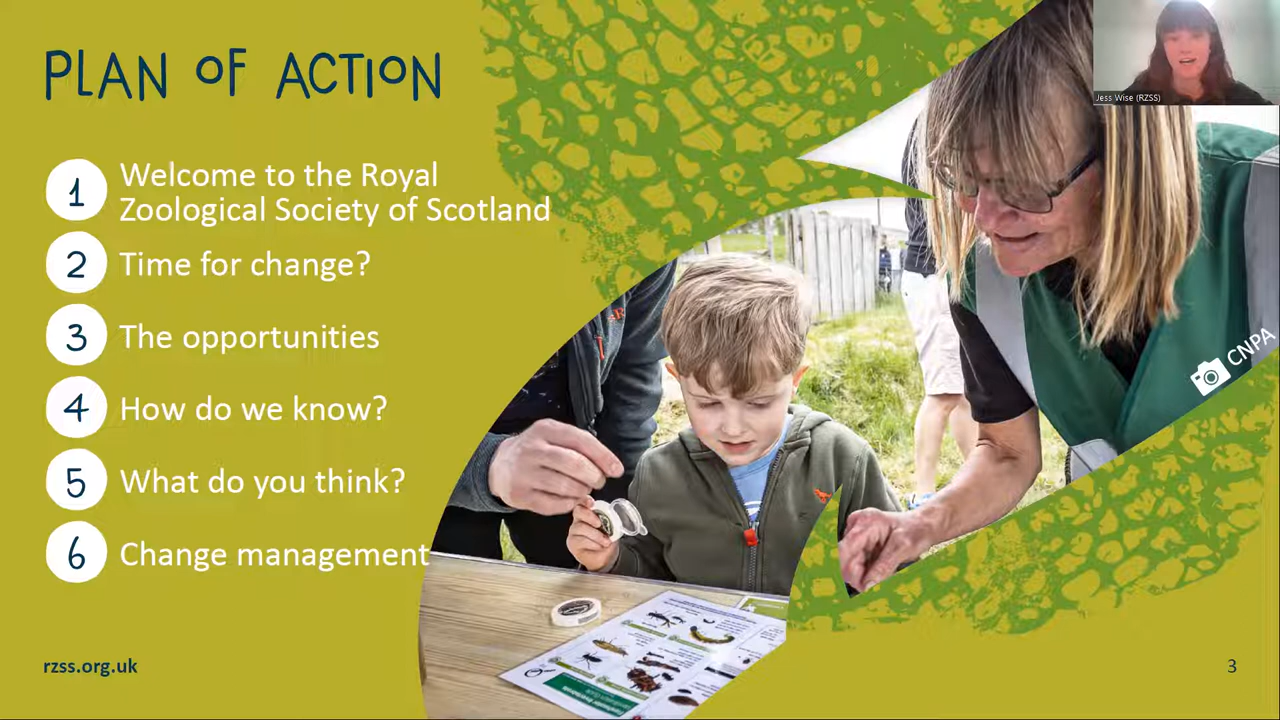 PLAN OF ACTION
1 Welcome to the Royal
Zoological Society of Scotland
2 Time for change?
3 The opportunities
4 How do we know?
5 What do you think?
6 Change management
rzss.org.uk
3
CNPA
Jess Wise (RZSS)